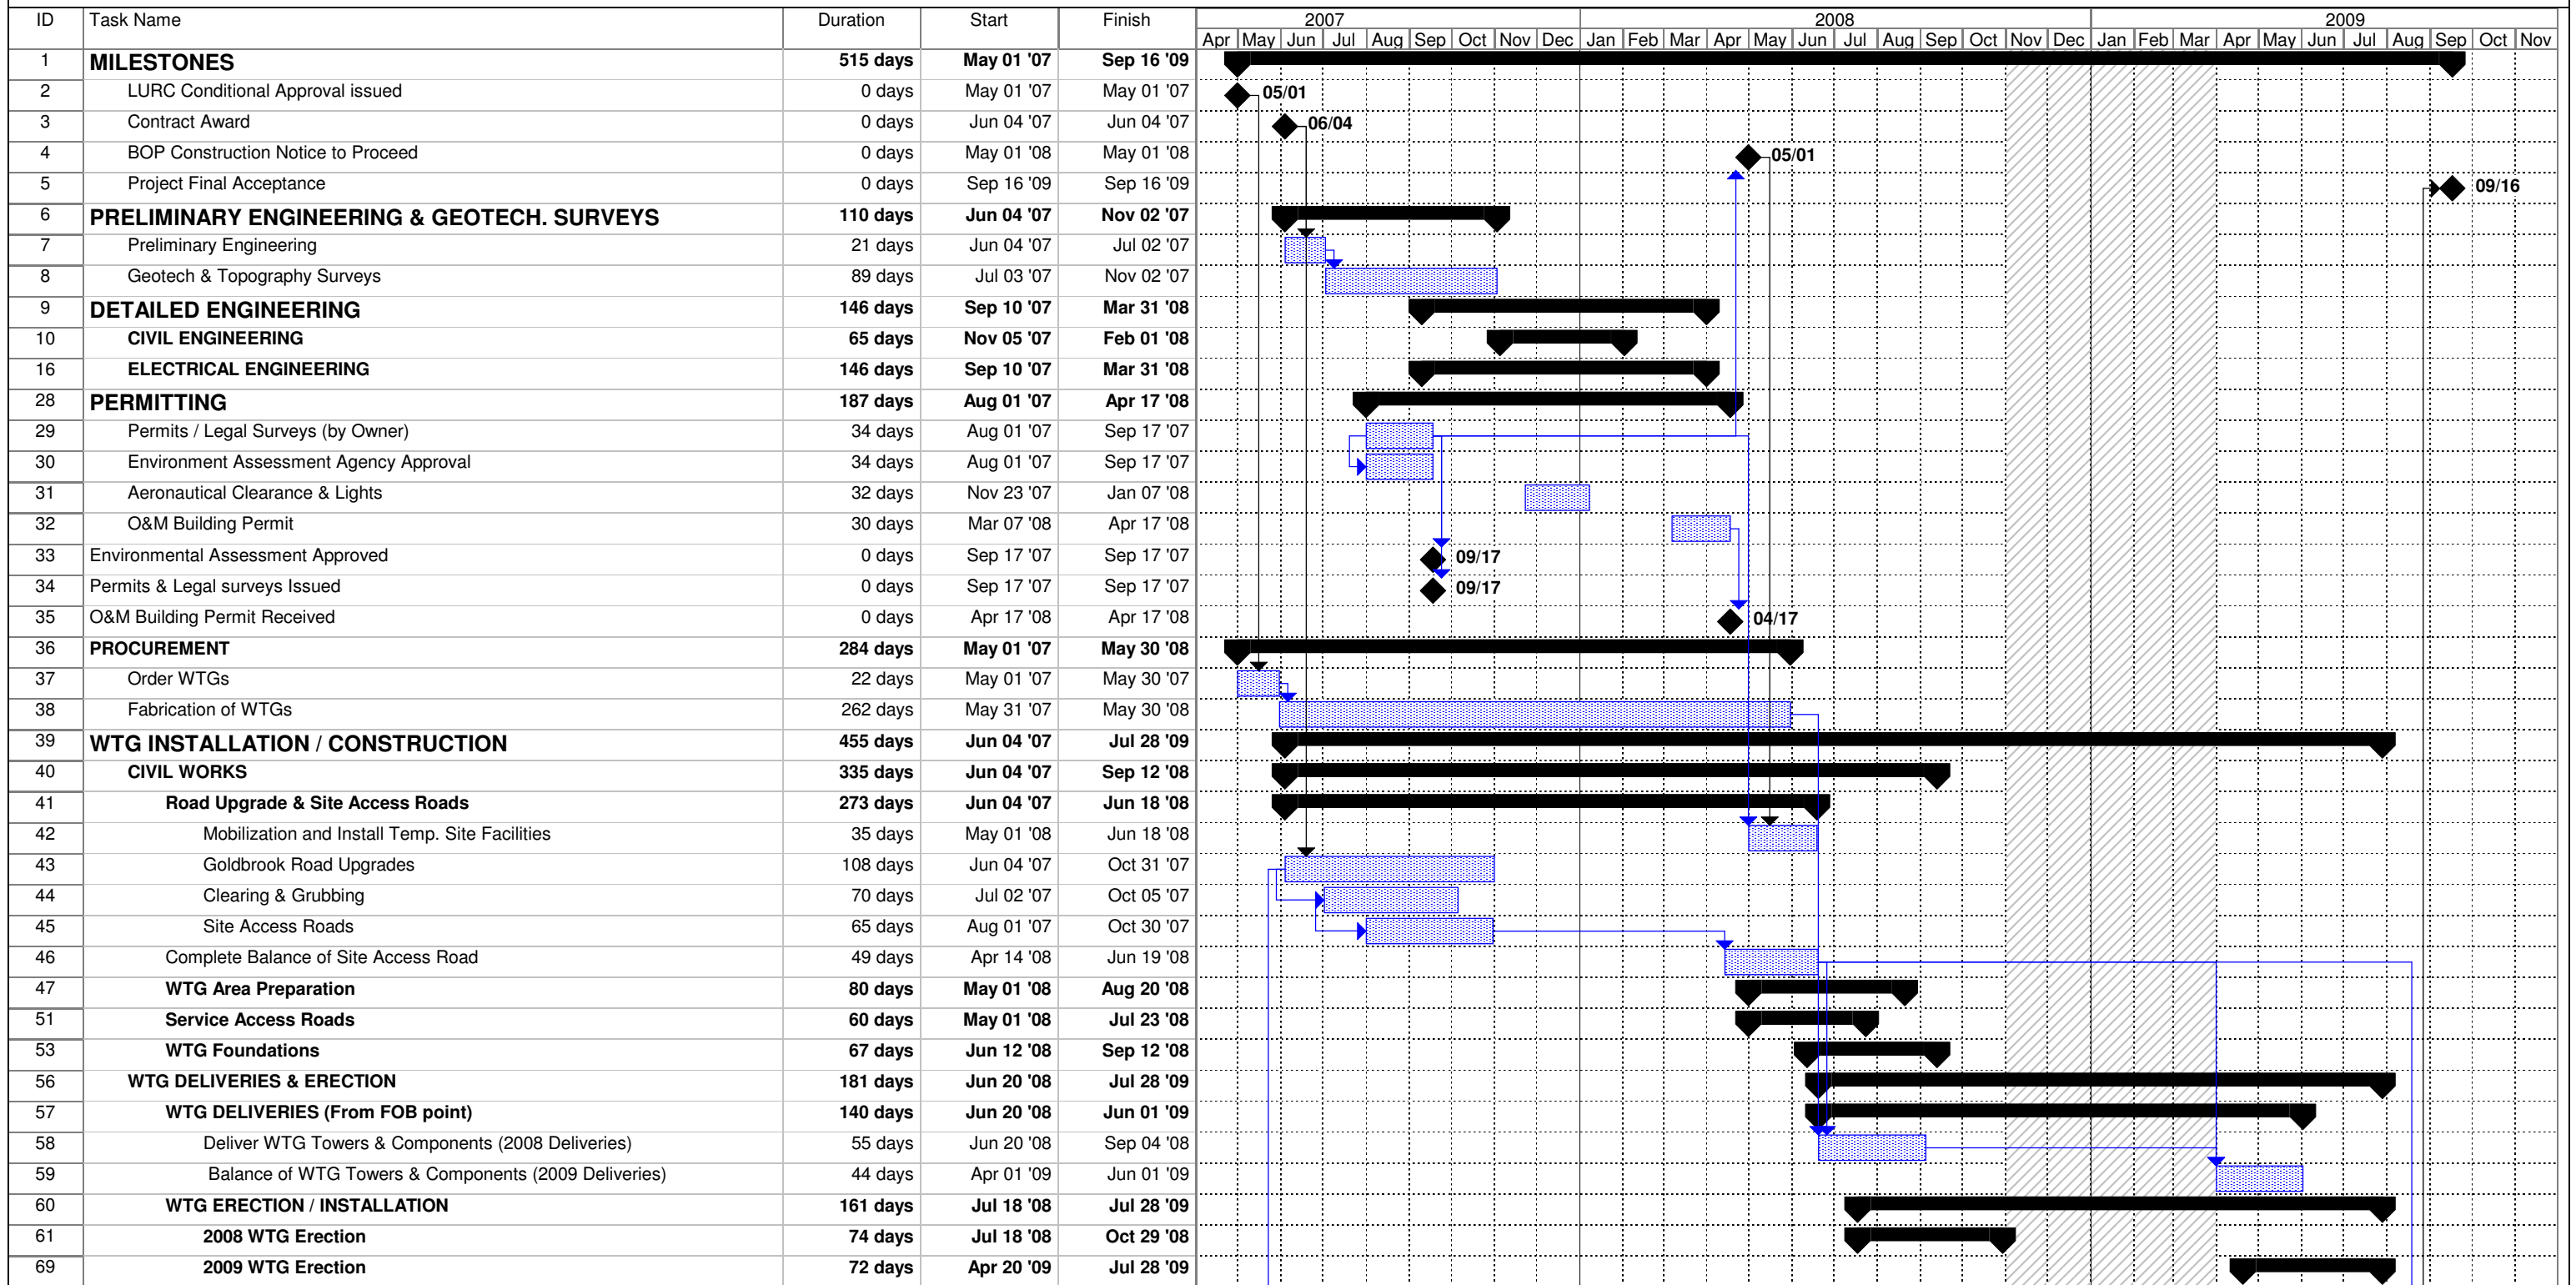 ID Task Name Duration Start Finish 2007 2008 2009
Apr May Jun Jul Aug Sep Oct Nov Dec Jan Feb Mar Apr May Jun Jul Aug Sep Oct Nov Dec Jan Feb Mar Apr May Jun Jul Aug Sep Oct Nov
1 MILESTONES 515 days May 01 '07 Sep 16 '09
2 LURC Conditional Approval issued 0 days May 01 '07 May 01 '07 05/01
3 Contract Award 0 days Jun 04 '07 Jun 04 '07 06/04
4 BOP Construction Notice to Proceed 0 days May 01 '08 May 01 '08 05/01
5 Project Final Acceptance 0 days Sep 16 '09 Sep 16 '09 09/16
6 PRELIMINARY ENGINEERING & GEOTECH. SURVEYS 110 days Jun 04 '07 Nov 02 '07
7 Preliminary Engineering 21 days Jun 04 '07 Jul 02 '07
8 Geotech & Topography Surveys 89 days Jul 03 '07 Nov 02 '07
9 DETAILED ENGINEERING 146 days Sep 10 '07 Mar 31 '08
10 CIVIL ENGINEERING 65 days Nov 05 '07 Feb 01 '08
16 ELECTRICAL ENGINEERING 146 days Sep 10 '07 Mar 31 '08
28 PERMITTING 187 days Aug 01 '07 Apr 17 '08
29 Permits / Legal Surveys (by Owner) 34 days Aug 01 '07 Sep 17 '07
30 Environment Assessment Agency Approval 34 days Aug 01 '07 Sep 17 '07
31 Aeronautical Clearance & Lights 32 days Nov 23 '07 Jan 07 '08
32 O&M Building Permit 30 days Mar 07 '08 Apr 17 '08
33 Environmental Assessment Approved 0 days Sep 17 '07 Sep 17 '07 09/17
34 Permits & Legal surveys Issued 0 days Sep 17 '07 Sep 17 '07 09/17
35 O&M Building Permit Received 0 days Apr 17 '08 Apr 17 '08 04/17
36 PROCUREMENT 284 days May 01 '07 May 30 '08
37 Order WTGs 22 days May 01 '07 May 30 '07
38 Fabrication of WTGs 262 days May 31 '07 May 30 '08
39 WTG INSTALLATION / CONSTRUCTION 455 days Jun 04 '07 Jul 28 '09
40 CIVIL WORKS 335 days Jun 04 '07 Sep 12 '08
41 Road Upgrade & Site Access Roads 273 days Jun 04 '07 Jun 18 '08
42 Mobilization and Install Temp. Site Facilities 35 days May 01 '08 Jun 18 '08
43 Goldbrook Road Upgrades 108 days Jun 04 '07 Oct 31 '07
44 Clearing & Grubbing 70 days Jul 02 '07 Oct 05 '07
45 Site Access Roads 65 days Aug 01 '07 Oct 30 '07
46 Complete Balance of Site Access Road 49 days Apr 14 '08 Jun 19 '08
47 WTG Area Preparation 80 days May 01 '08 Aug 20 '08
51 Service Access Roads 60 days May 01 '08 Jul 23 '08
53 WTG Foundations 67 days Jun 12 '08 Sep 12 '08
56 WTG DELIVERIES & ERECTION 181 days Jun 20 '08 Jul 28 '09
57 WTG DELIVERIES (From FOB point) 140 days Jun 20 '08 Jun 01 '09
58 Deliver WTG Towers & Components (2008 Deliveries) 55 days Jun 20 '08 Sep 04 '08
59 Balance of WTG Towers & Components (2009 Deliveries) 44 days Apr 01 '09 Jun 01 '09
60 WTG ERECTION / INSTALLATION 161 days Jul 18 '08 Jul 28 '09
61 2008 WTG Erection 74 days Jul 18 '08 Oct 29 '08
69 2009 WTG Erection 72 days Apr 20 '09 Jul 28 '09